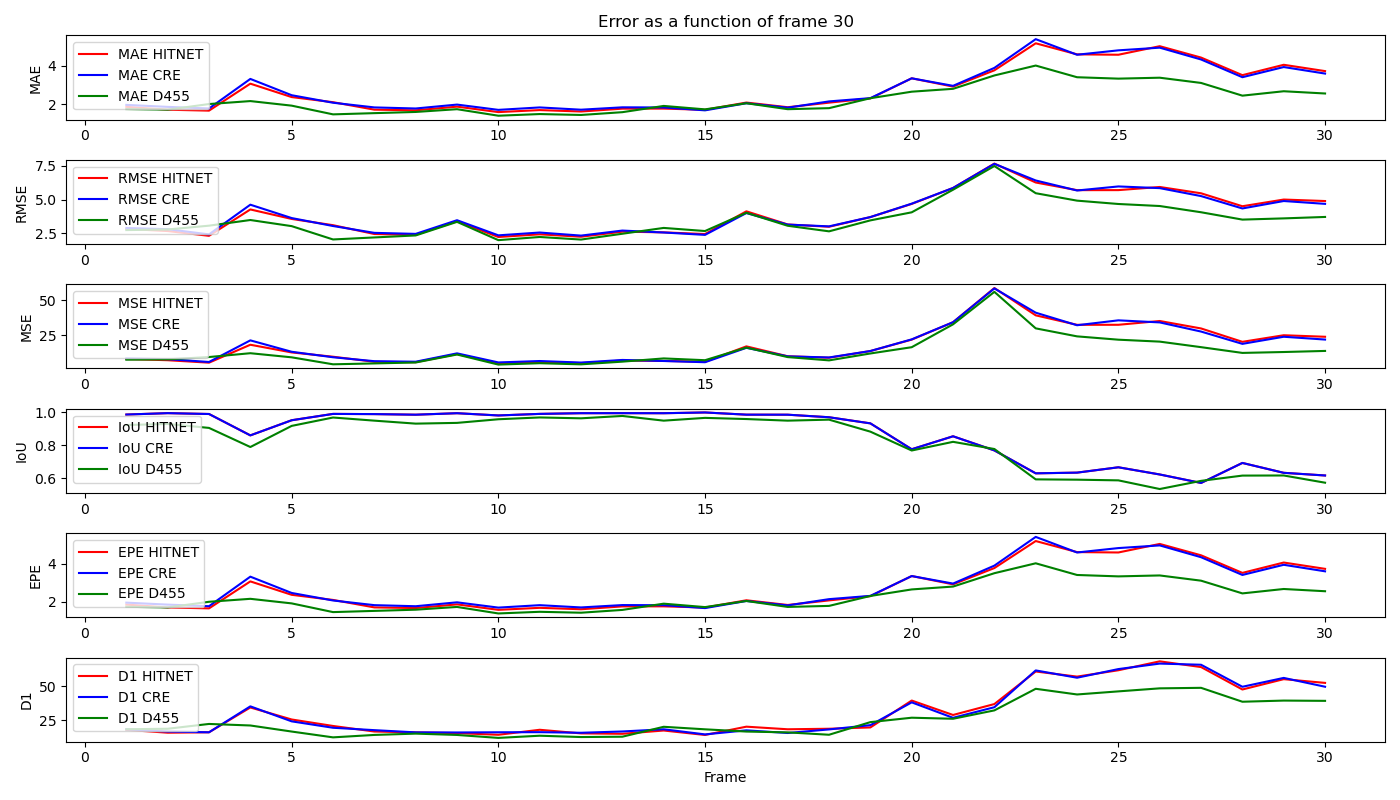 Error as a function of frame 30
MAE
4
2
MAE HITNET
MAE CRE
MAE D455
0 5 10 15 20 25 30
RMSE
7.5
5.0
2.5
RMSE HITNET
RMSE CRE
RMSE D455
0 5 10 15 20 25 30
MSE
50
25
MSE HITNET
MSE CRE
MSE D455
0 5 10 15 20 25 30
IoU
1.0
0.8
0.6
IoU HITNET
IoU CRE
IoU D455
0 5 10 15 20 25 30
EPE
4
2
EPE HITNET
EPE CRE
EPE D455
0 5 10 15 20 25 30
D1
50
25
D1 HITNET
D1 CRE
D1 D455
0 5 10 15 20 25 30
Frame